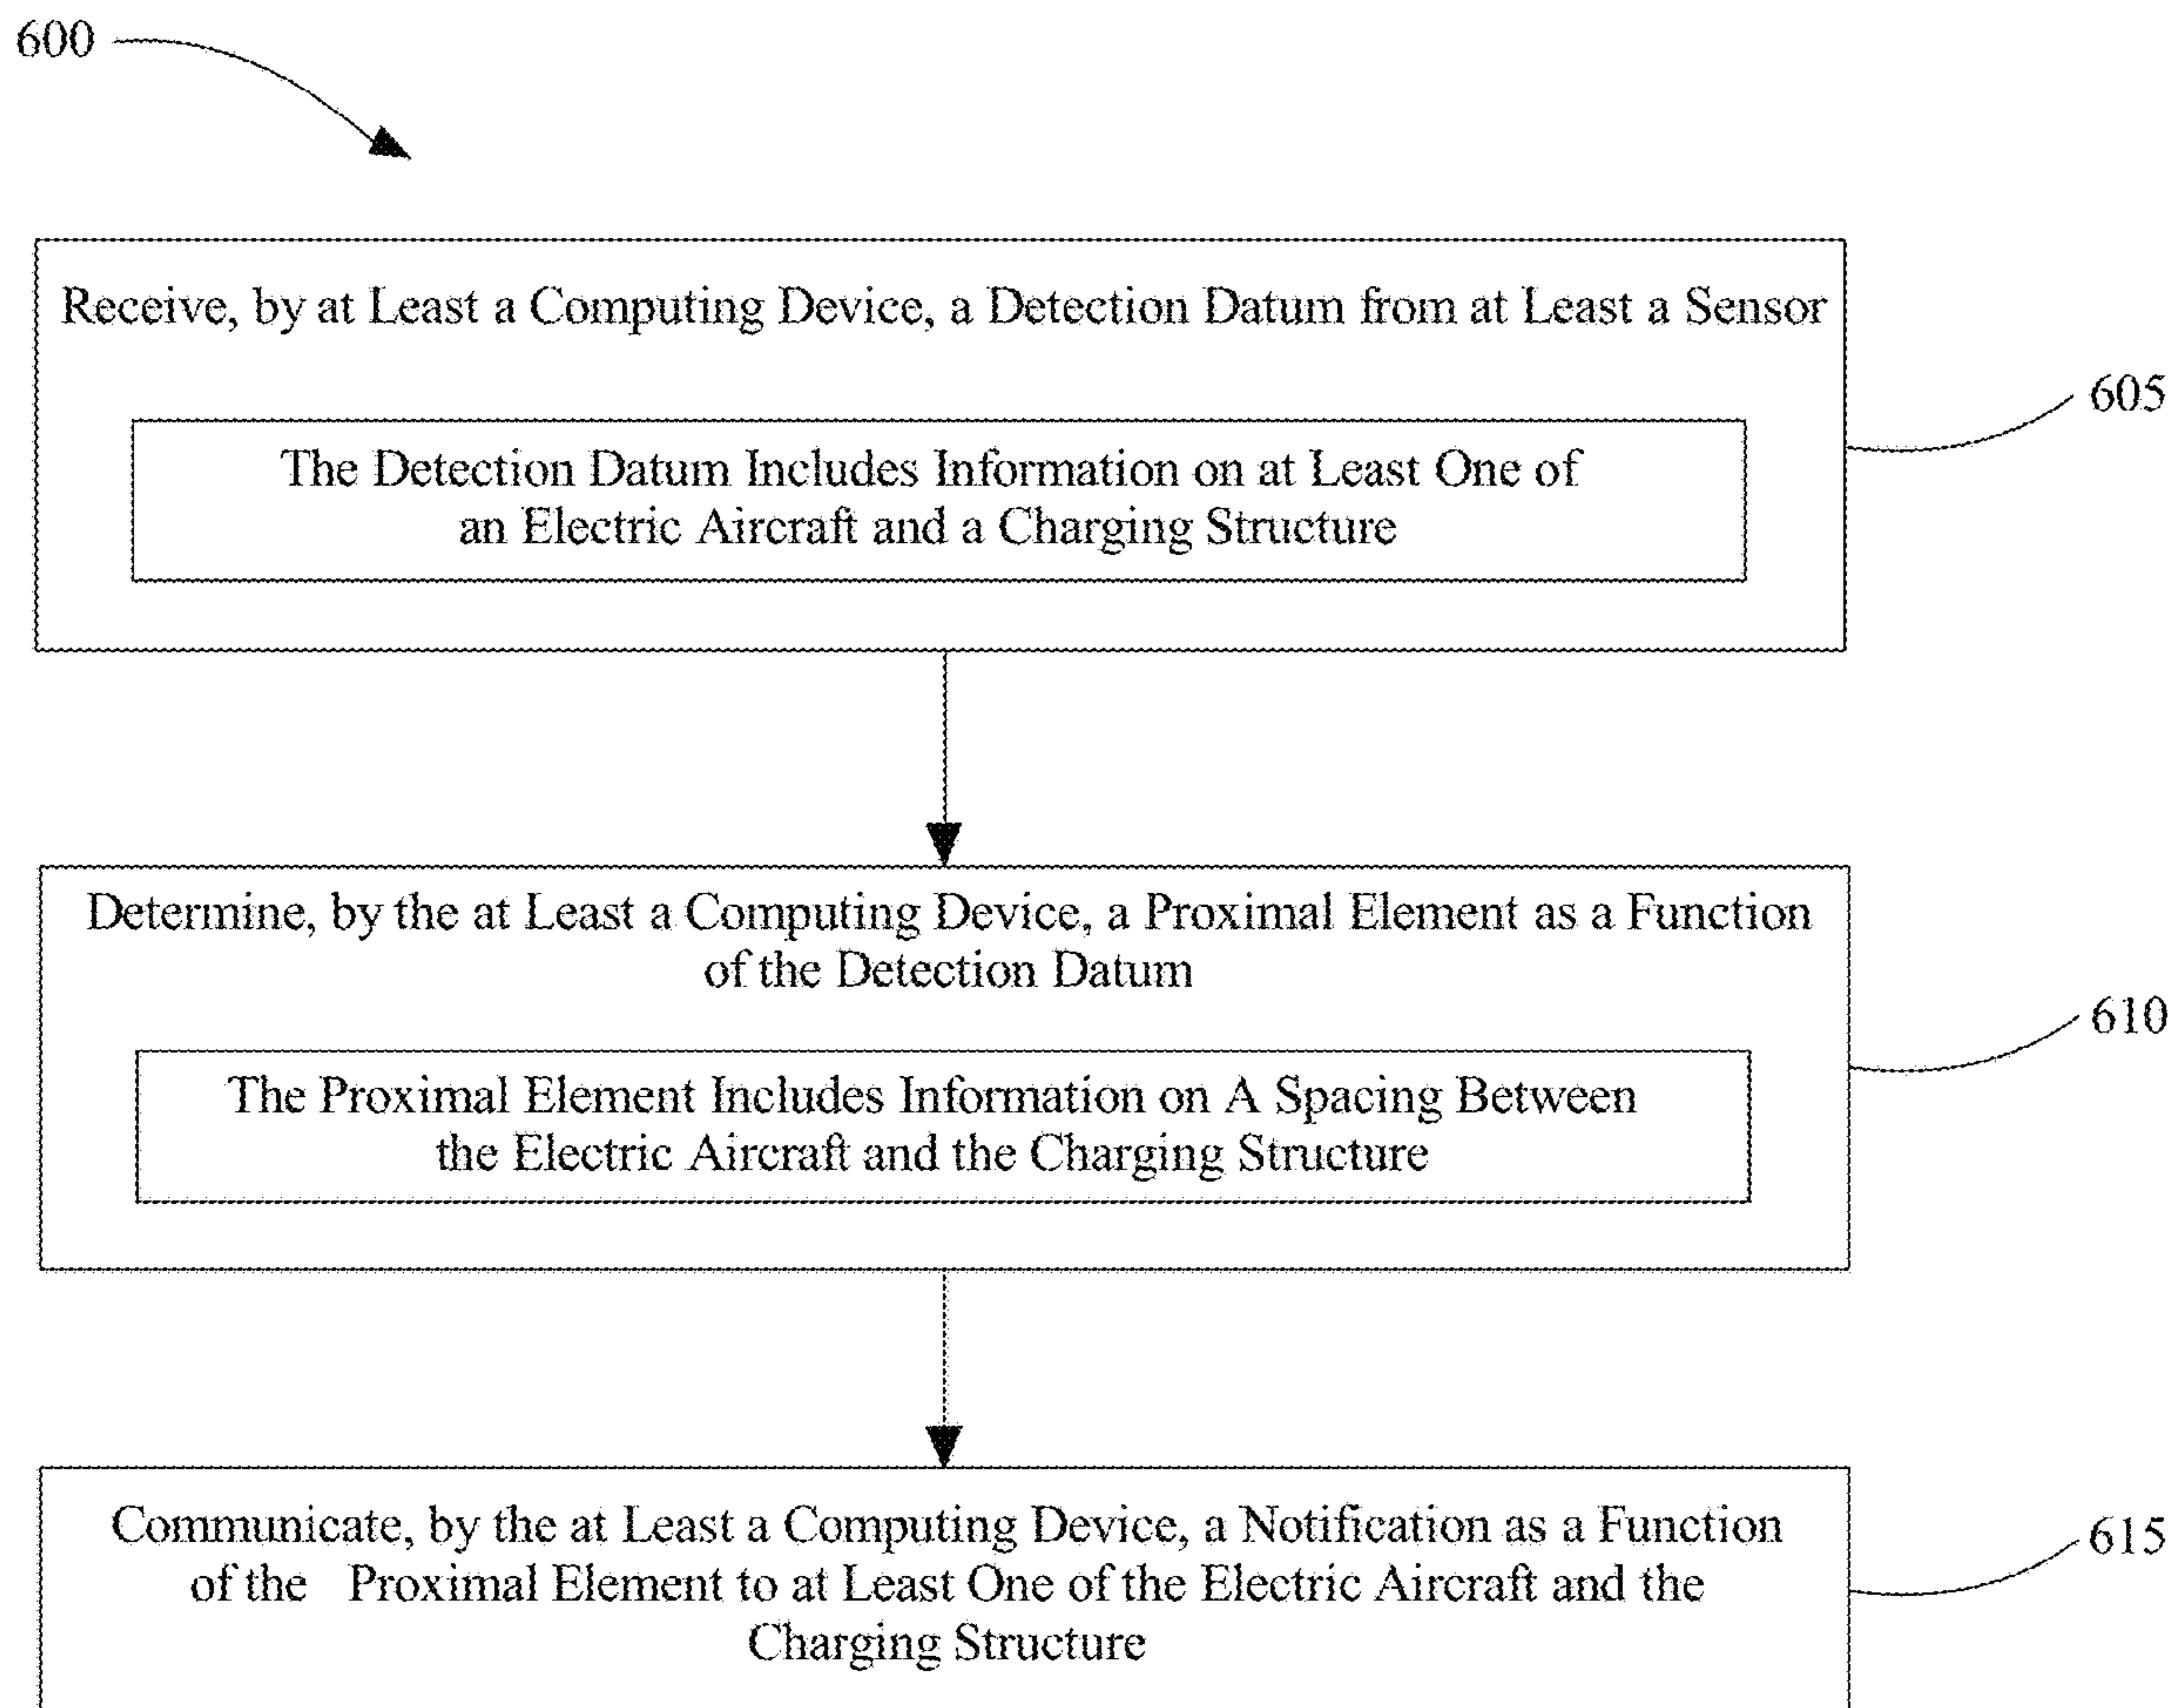 600
Receive, by at Least a Computing Device, a Detection Datum from at Least a Sensor
605
The Detection Datum Includes Information on at Least One of
an Electric Aircraft and a Charging Structure
Determine, by the at Least a Computing Device, a Proximal Element as a Function
of the Detection Datum
610
The Proximal Element Includes Information on A Spacing Between
the Electric Aircraft and the Charging Structure
Communicate, by the at Least a Computing Device, a Notification as a Function
615
of the Proximal Element to at Least One of the Electric Aircraft and the
Charging Structure